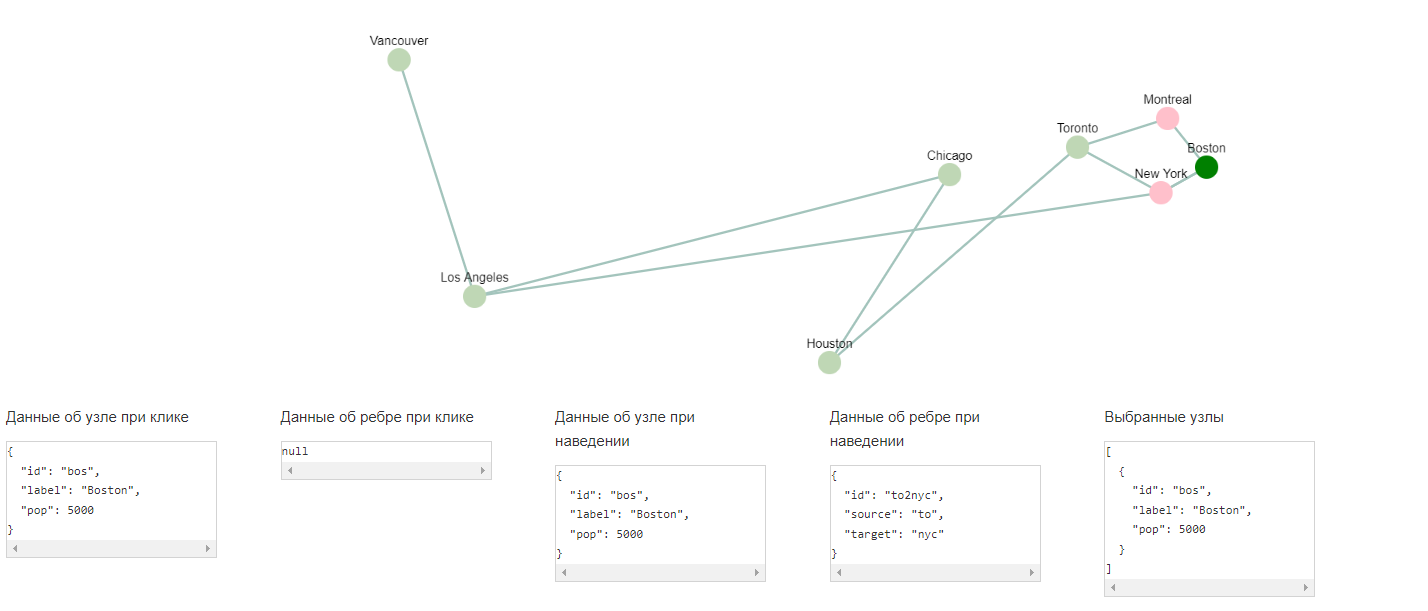 Vancouver
Montreal
Toronto
Boston
Chicago
New York
Los Angeles
Houston
Данные об узле при клике
{
  "id": "bos",
  "label": "Boston",
  "pop": 5000
}
Данные об ребре при клике
null
Данные об узле при
наведении
{
  "id": "bos",
  "label": "Boston",
  "pop": 5000
}
Данные об ребре при
наведении
{
  "id": "to2nyc",
  "source": "to",
  "target": "nyc"
}
Выбранные узлы
[
  {
    "id": "bos",
    "label": "Boston",
    "pop": 5000
  }
]